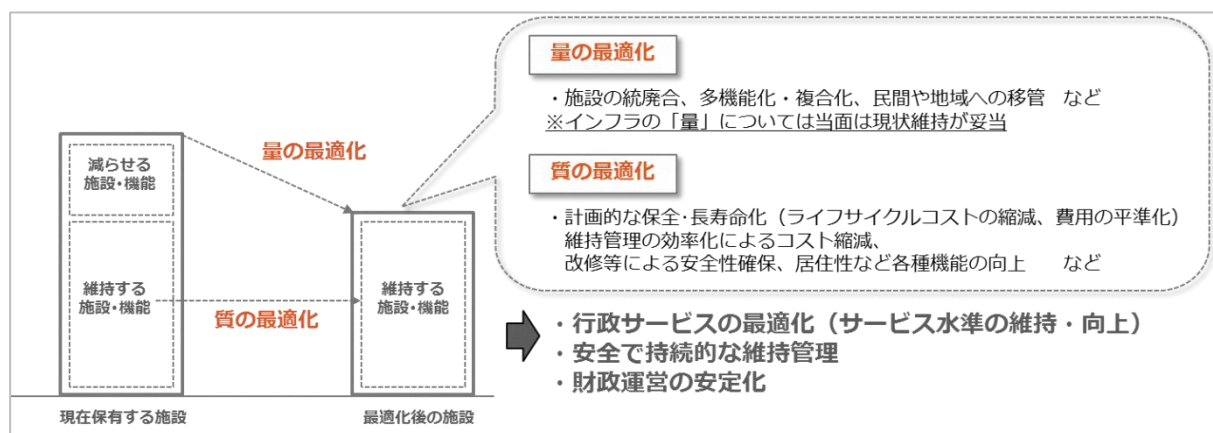 量の最適化
・施設の統廃合、多機能化・複合化、民間や地域への移管　など
※インフラの「量」については当面は現状維持が妥当
質の最適化
・計画的な保全・長寿命化（ライフサイクルコストの縮減、費用の平準化）
維持管理の効率化によるコスト縮減、
改修等による安全性確保、居住性など各種機能の向上　　など
減らせる
施設・機能
量の最適化
維持する
施設・機能
質の最適化
維持する
施設・機能
・行政サービスの最適化（サービス水準の維持・向上）
・安全で持続的な維持管理
・財政運営の安定化
現在保有する施設
最適化後の施設